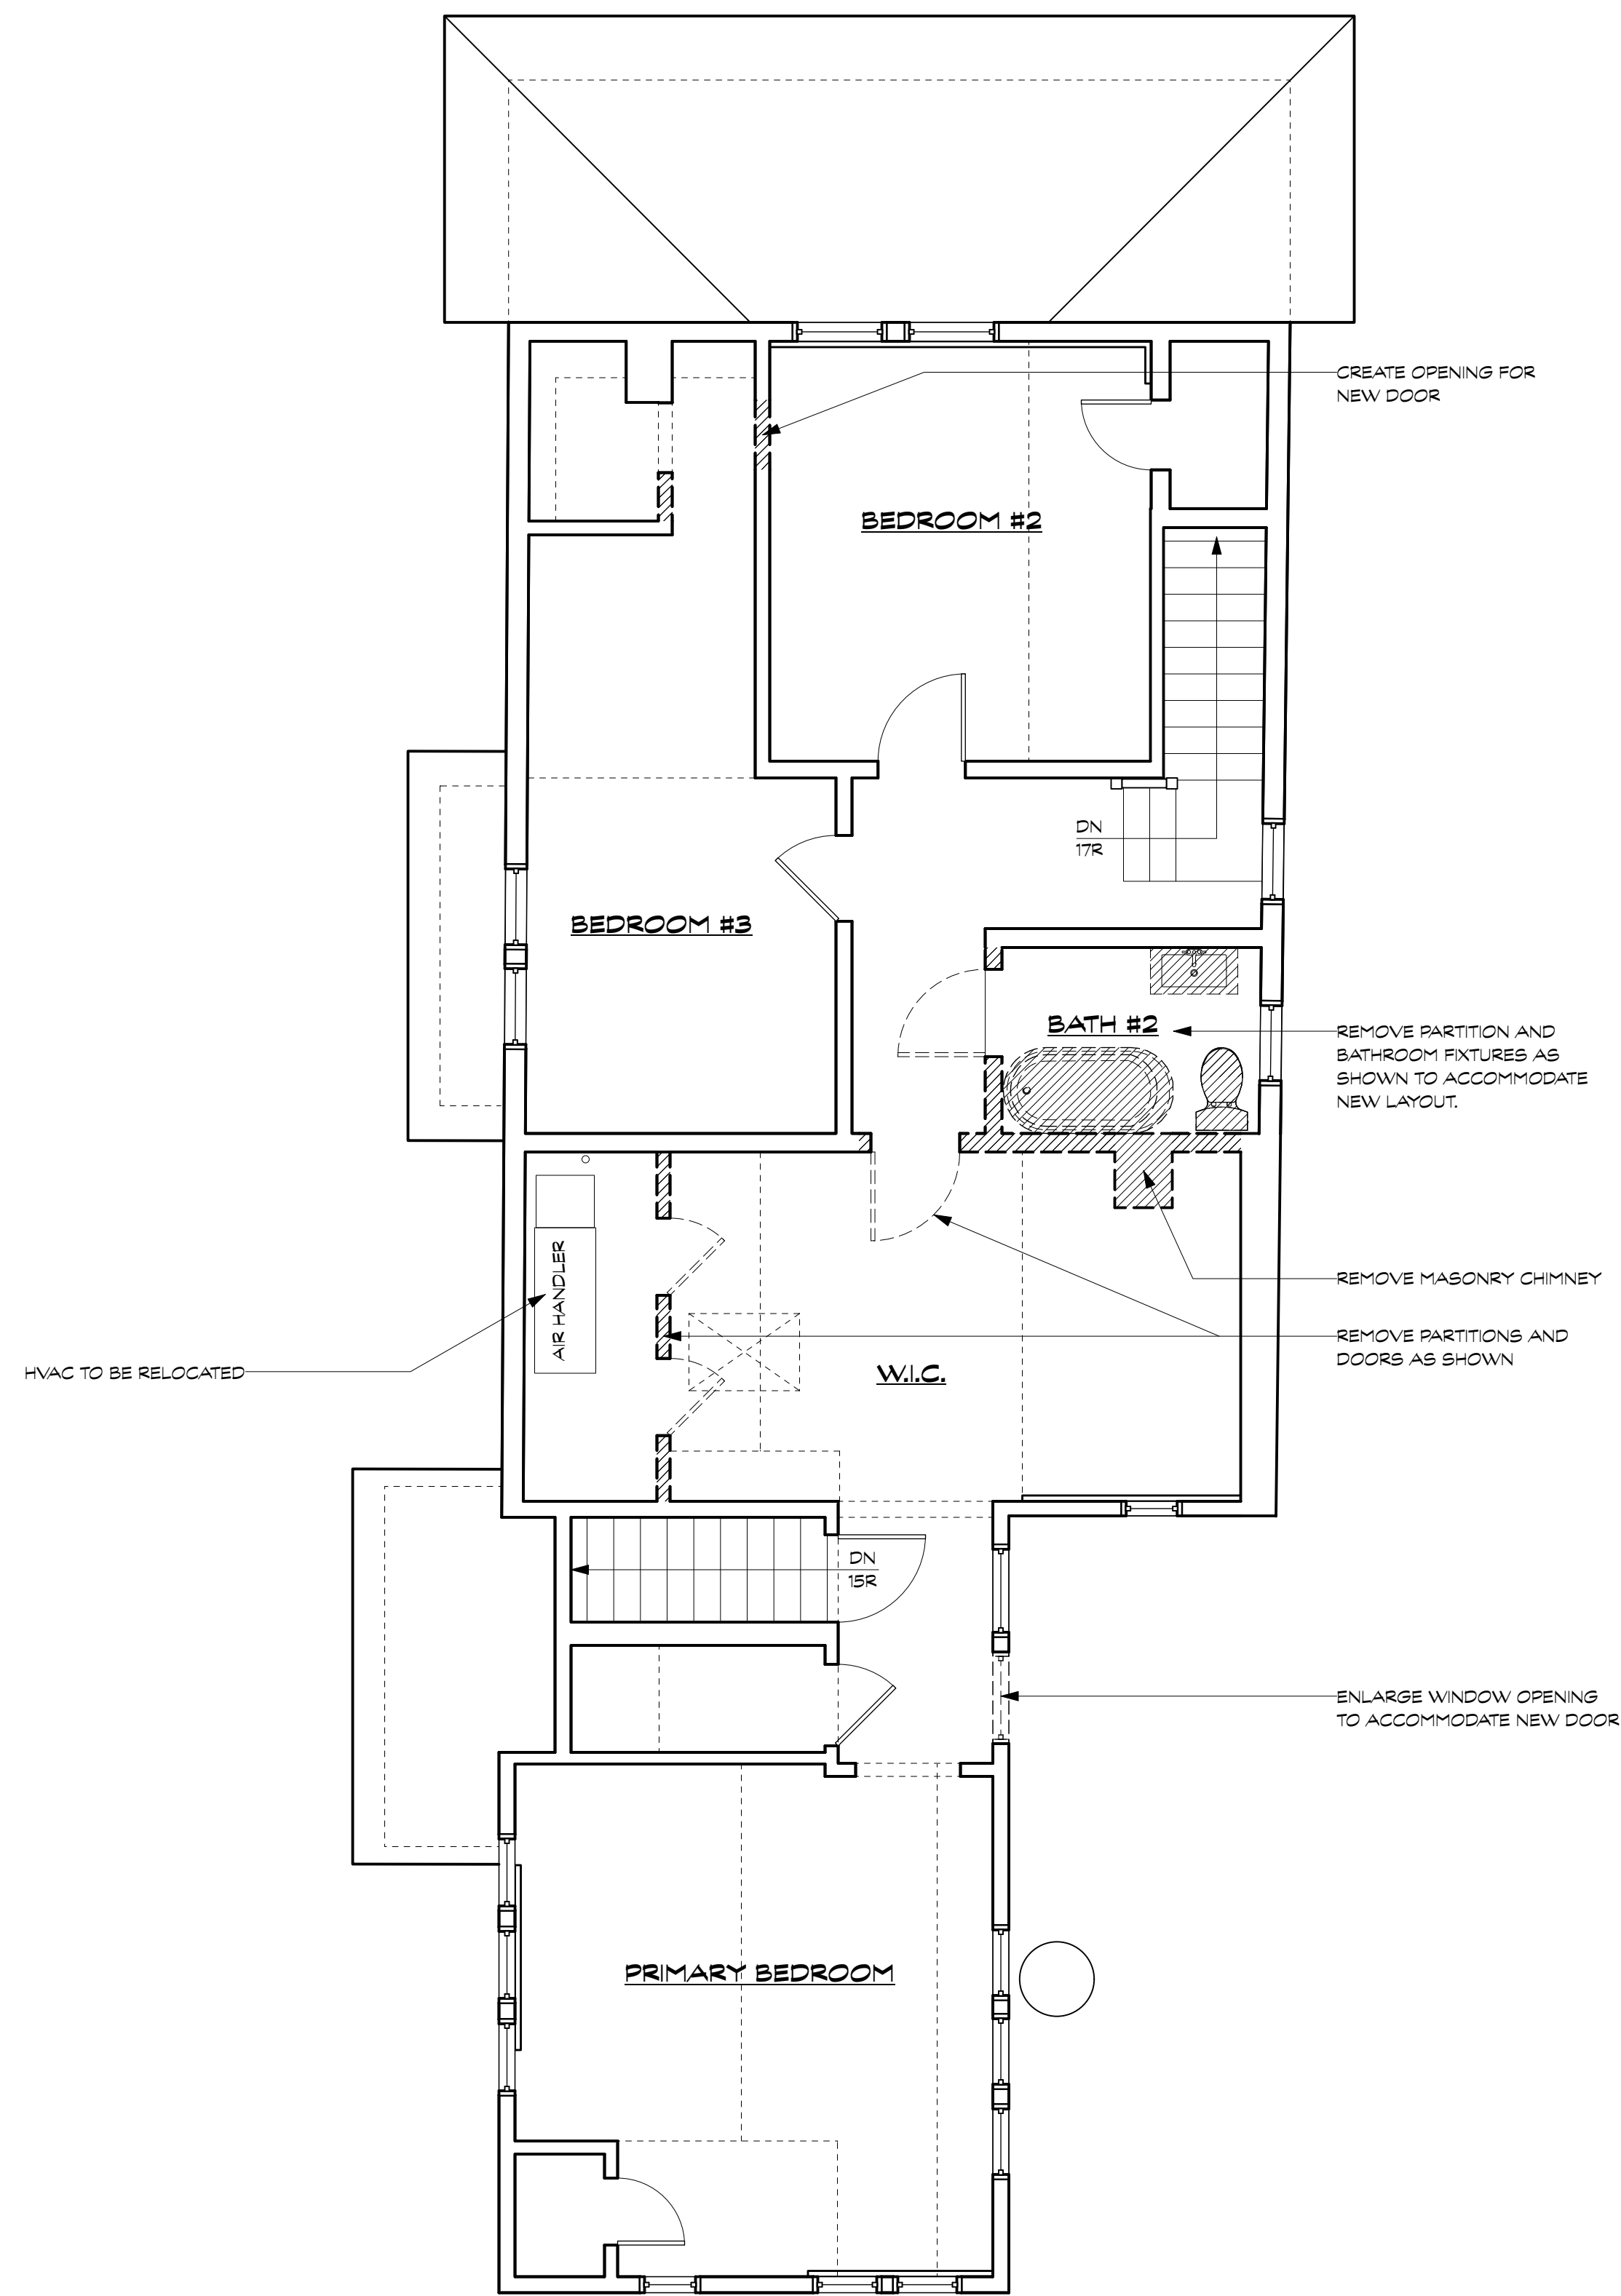 CREATE OPENING FOR
NEW DOOR
BEDROOM #2
DN
17R
BEDROOM #3
BATH #2
REMOVE PARTITION AND
BATHROOM FIXTURES AS
SHOWN TO ACCOMMODATE
NEW LAYOUT.
AIR HANDLER
REMOVE MASONRY CHIMNEY
REMOVE PARTITIONS AND
DOORS AS SHOWN
HVAC TO BE RELOCATED
W.I.C.
DN
15R
ENLARGE WINDOW OPENING
TO ACCOMMODATE NEW DOOR
PRIMARY BEDROOM